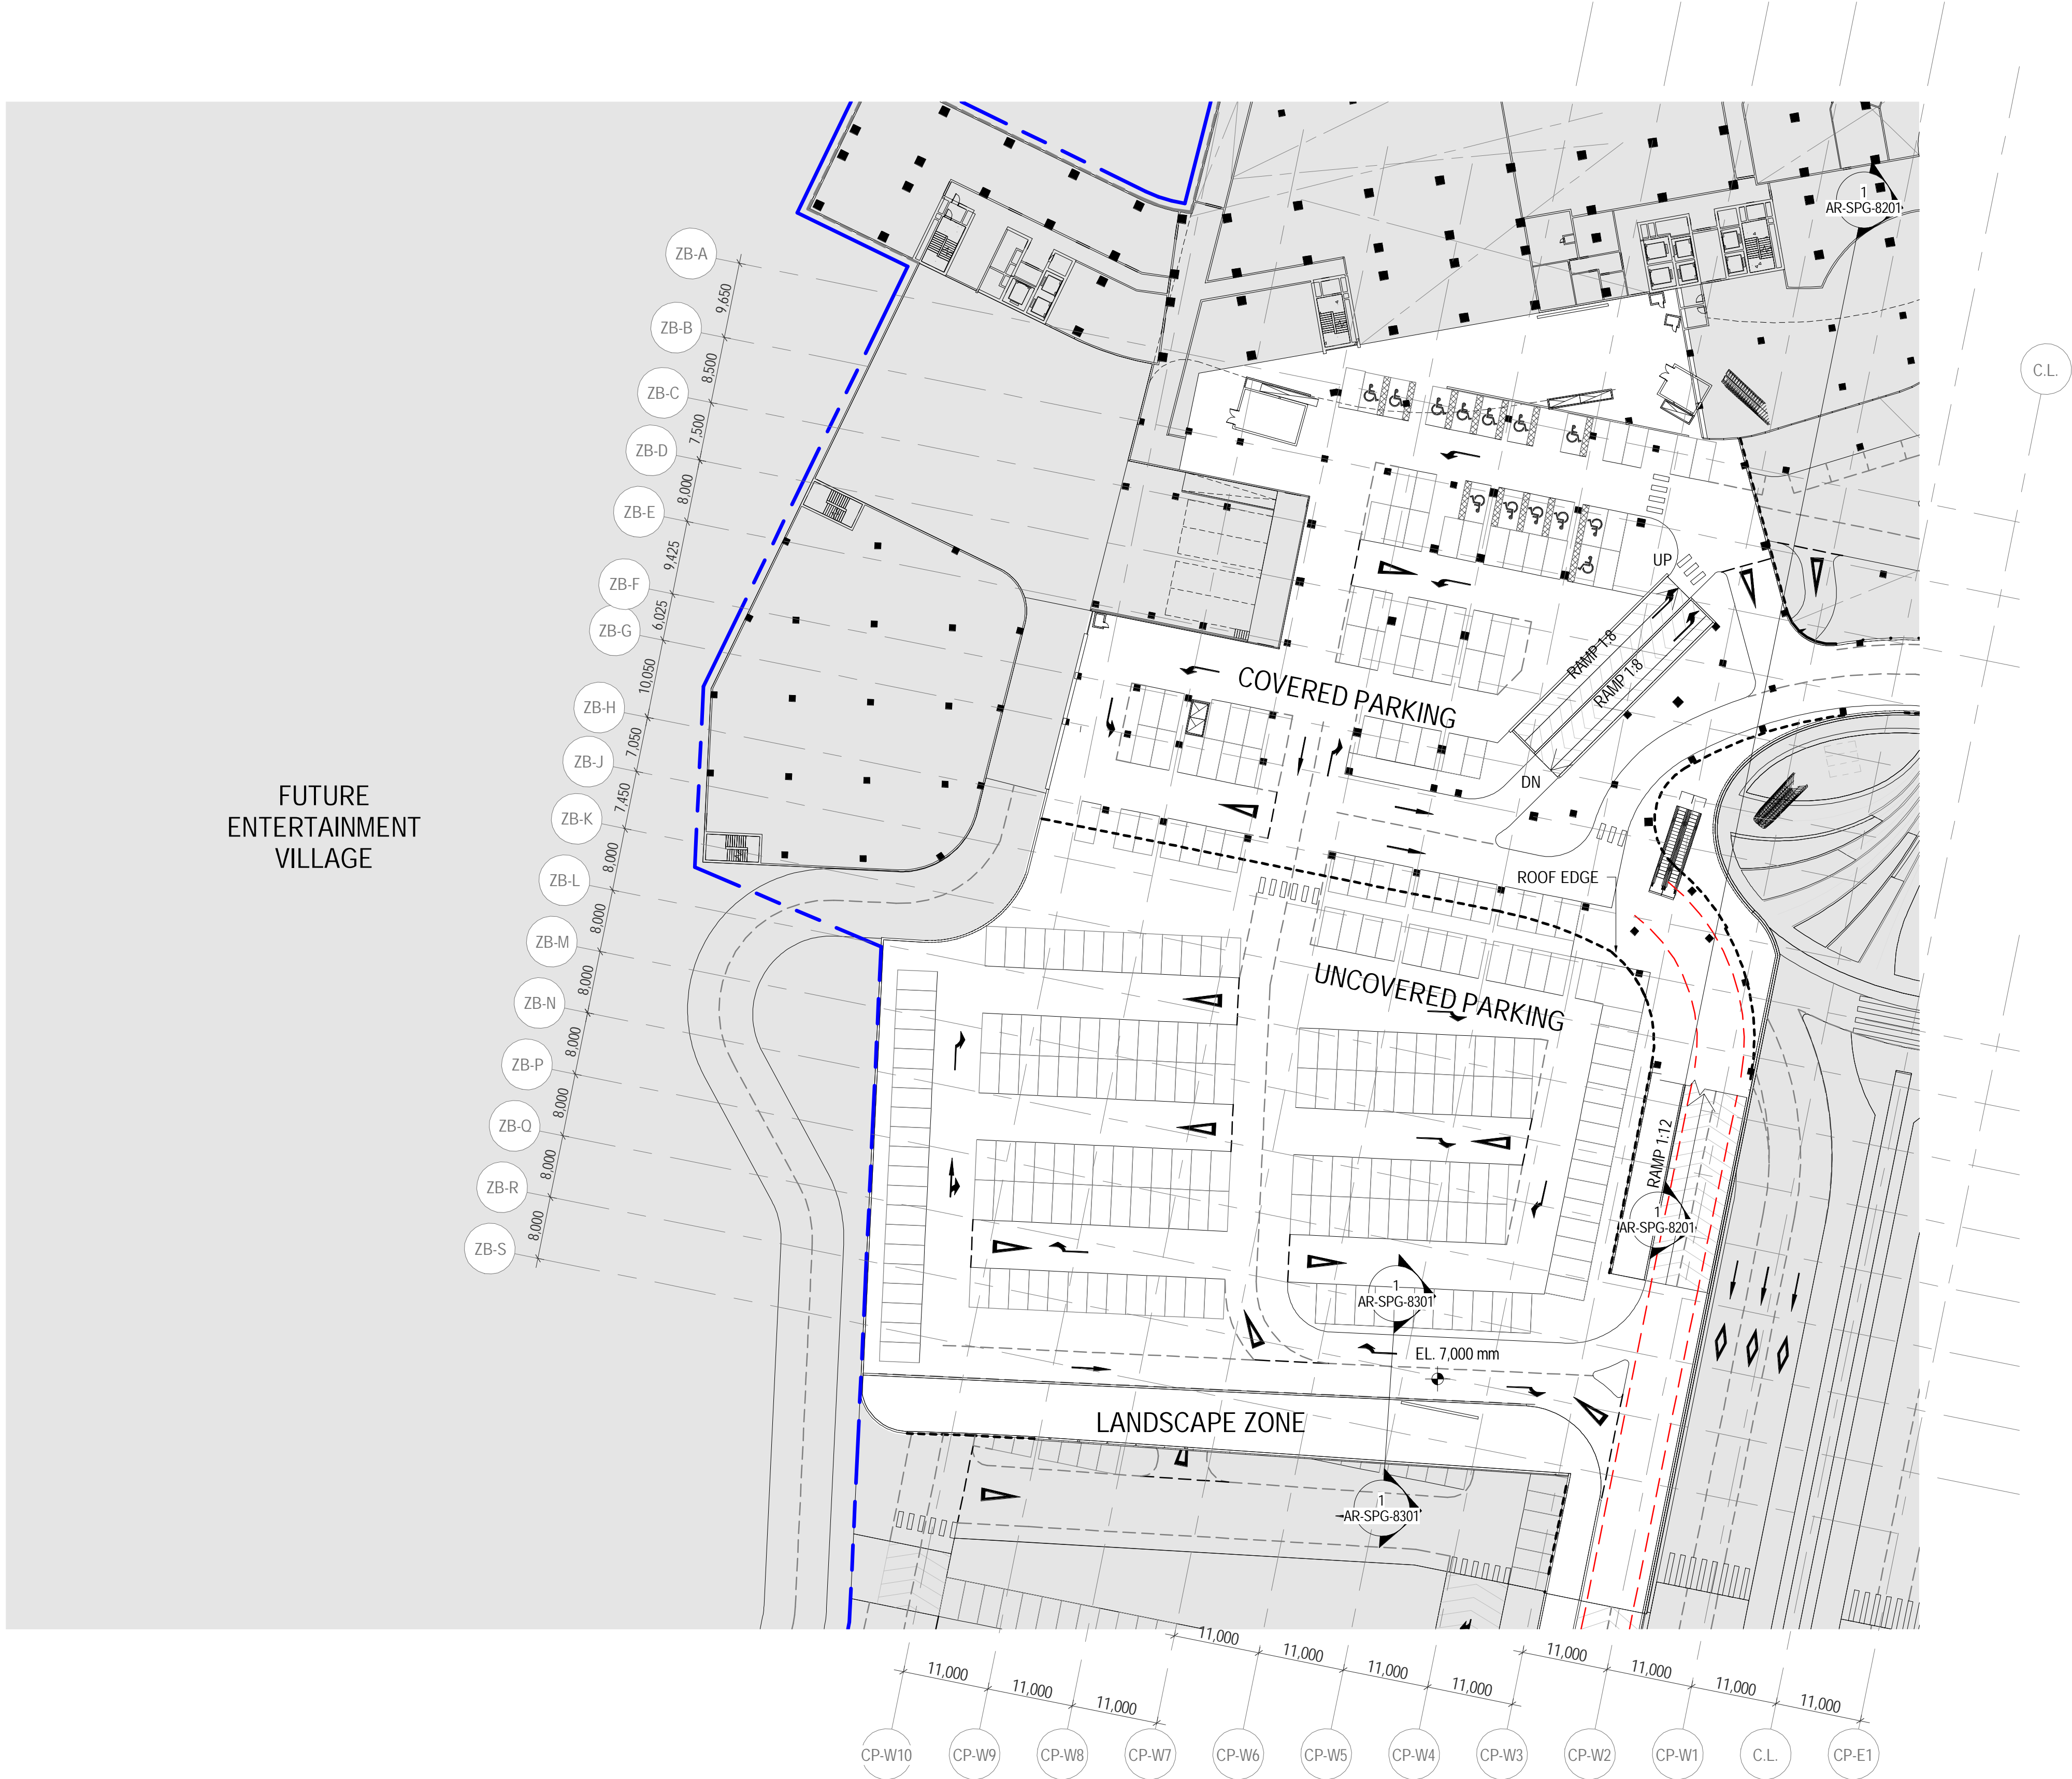 1
AR-SPG-8201
ZB-A
9,650
ZB-B
8,500
ZB-C
7,500
ZB-D
8,000
ZB-E
9,425
ZB-F
6,025
ZB-G
10,050
ZB-H
7,050
ZB-J
7,450
ZB-K
8,000
ZB-L
8,000
ZB-M
8,000
ZB-N
8,000
ZB-P
8,000
ZB-Q
8,000
ZB-R
8,000
ZB-S
C.L.
UP
RAMP 1:8
RAMP 1:8
DN
COVERED PARKING
FUTURE
ENTERTAINMENT
VILLAGE
ROOF EDGE
UNCOVERED PARKING
RAMP 1:12
1
AR-SPG-8201
1
AR-SPG-8301
EL. 7,000 mm
LANDSCAPE ZONE
1
AR-SPG-8301
11,000
11,000
11,000
11,000
11,000
11,000
11,000
11,000
11,000
11,000
11,000
CP-W10
CP-W9
CP-W8
CP-W7
CP-W6
CP-W5
CP-W4
CP-W3
CP-W2
CP-W1
C.L.
CP-E1